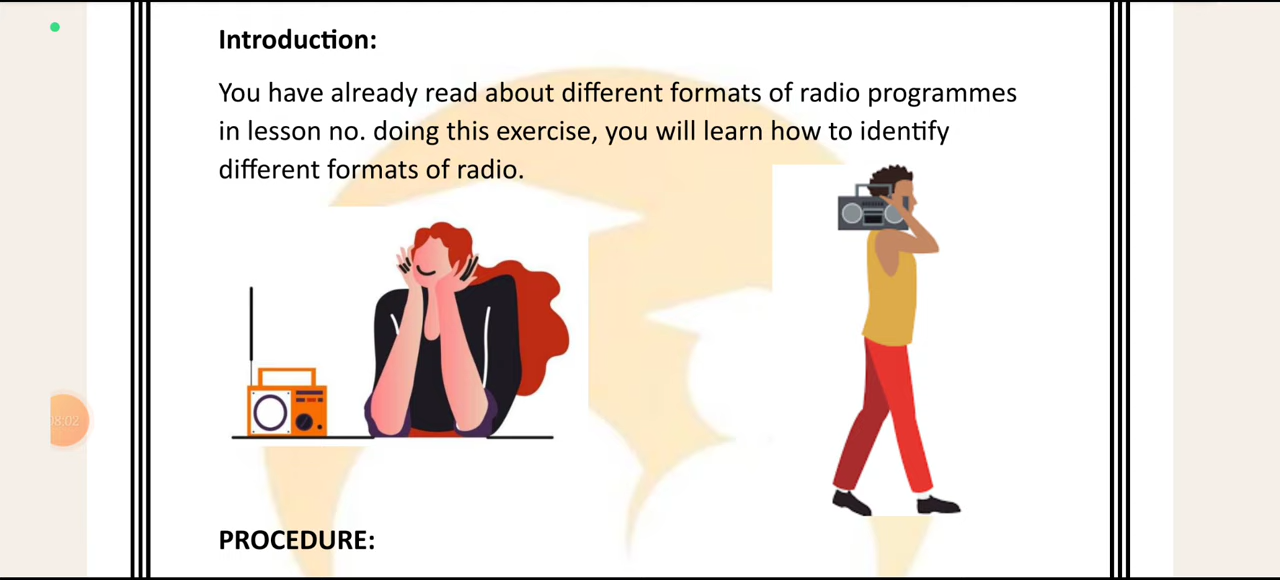 Introduction:
You have already read about different formats of radio programmes
in lesson no. doing this exercise, you will learn how to identify
different formats of radio.
PROCEDURE: